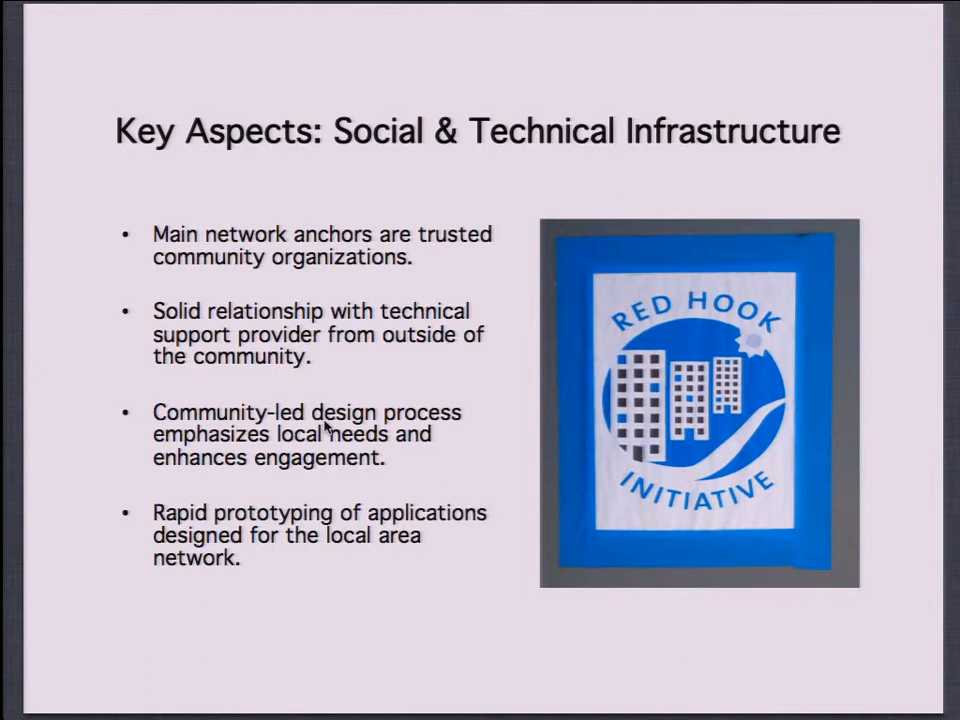 Key Aspects: Social & Technical Infrastructure
• Main network anchors are trusted
community organizations.
• Solid relationship with technical
support provider from outside of
the community.
• Community-led design process
emphasizes local needs and
enhances engagement.
• Rapid prototyping of applications
designed for the local area
network.
RED HOOK
INITIATIVE